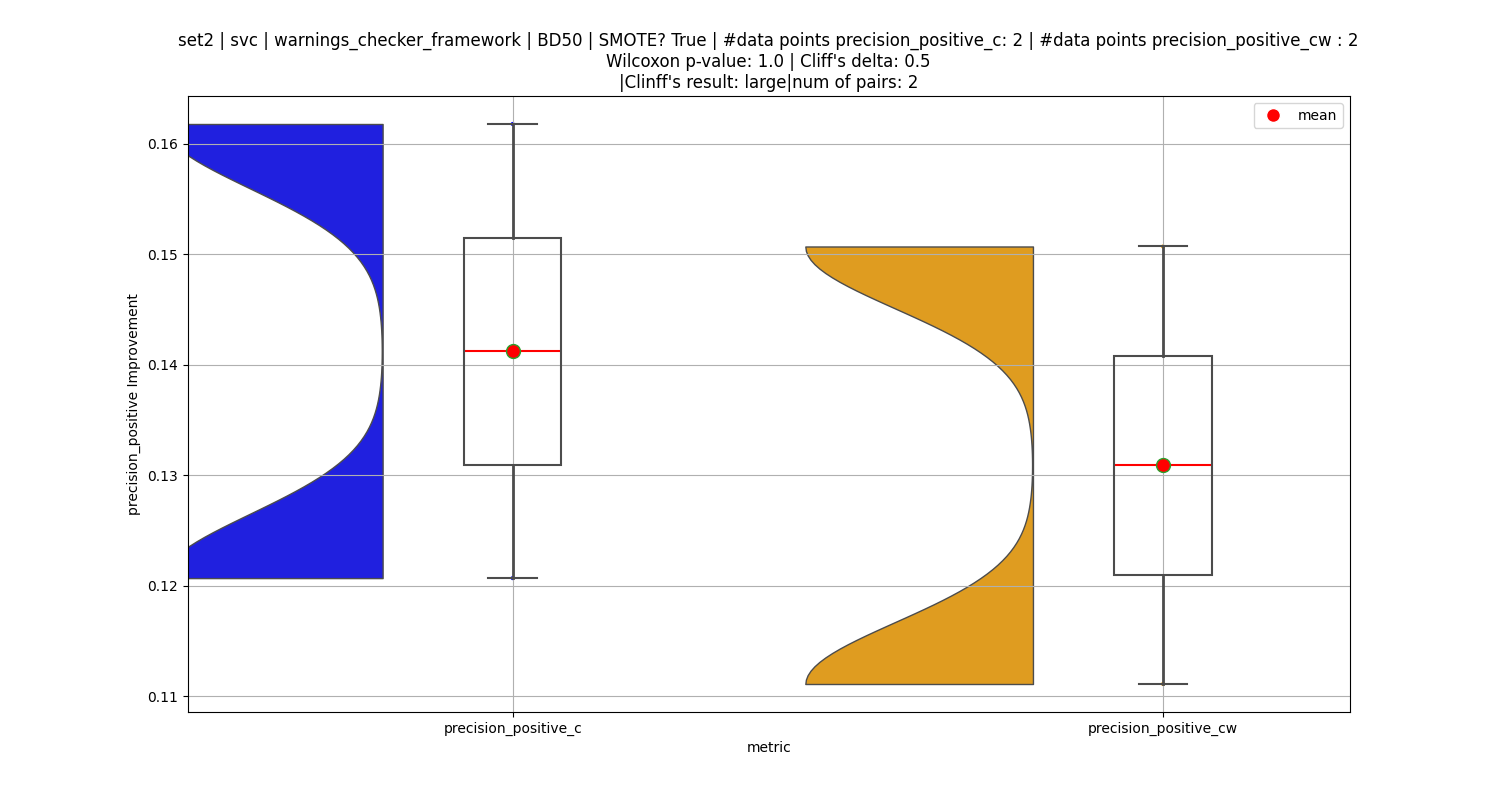 set2 | svc | warnings_checker_framework | BD50 | SMOTE? True | #data points precision_positive_c: 2 | #data points precision_positive_cw : 2
Wilcoxon p-value: 1.0 | Cliff's delta: 0.5
|Clinff's result: large|num of pairs: 2
mean
0.16
0.15
0.14
0.13
0.12
0.11
precision_positive Improvement
precision_positive_c
precision_positive_cw
metric